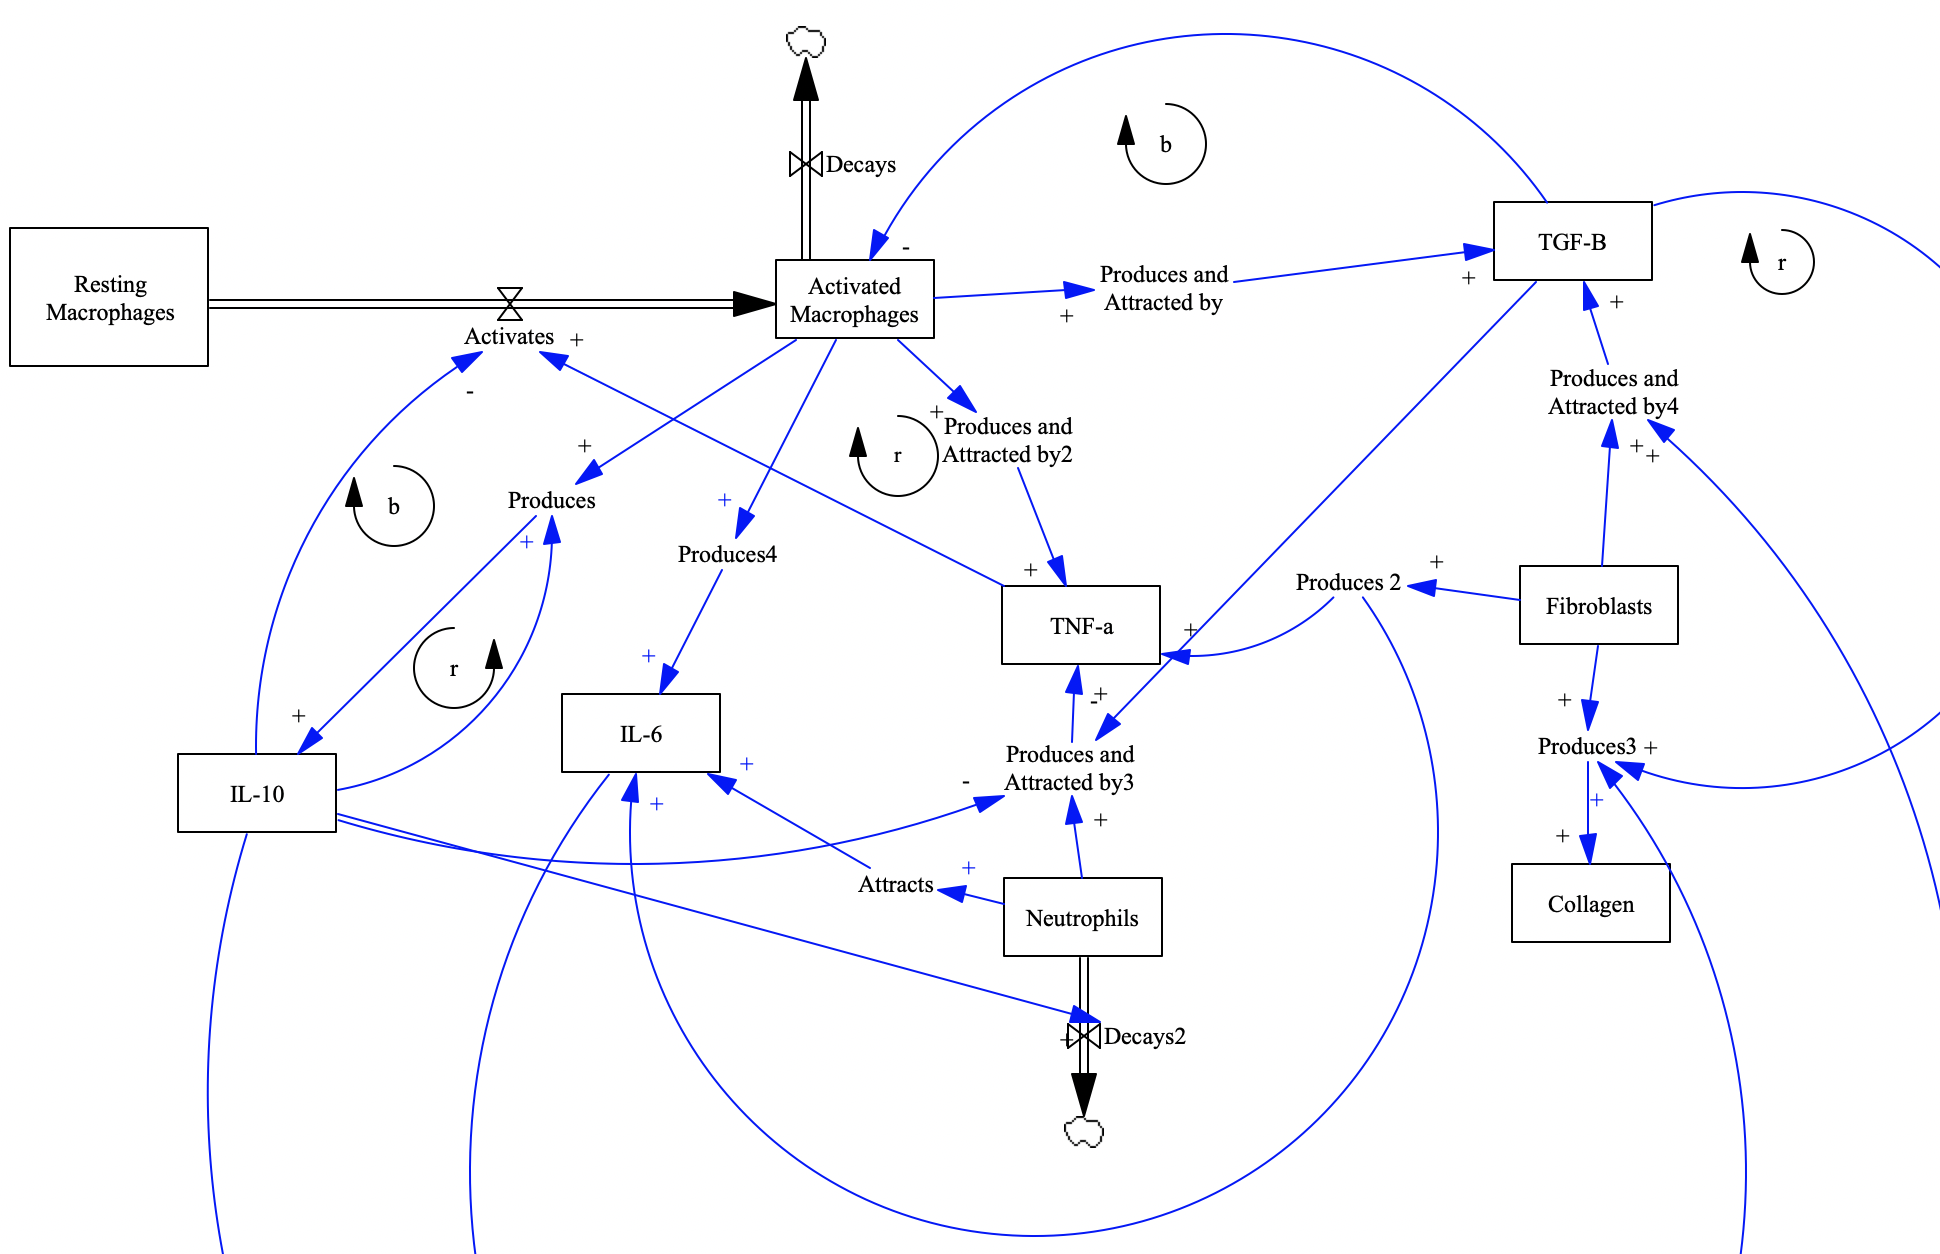 Decays
b
TGF-B
r
-
Resting
Macrophages
Activated
Macrophages
Produces and
Attracted by
+
+
+
Activates
+
-
Produces and
Attracted by4
+
Produces and
Attracted by2
+
+
+
b
Produces
+
r
+
+
Produces4
+
TNF-a
Produces 2
+
Fibroblasts
+
r
+
+
-
+
+
IL-6
Produces and
Attracted by3
Produces3
+
IL-10
+
+
-
+
+
+
Attracts
+
Neutrophils
Collagen
+
Decays2